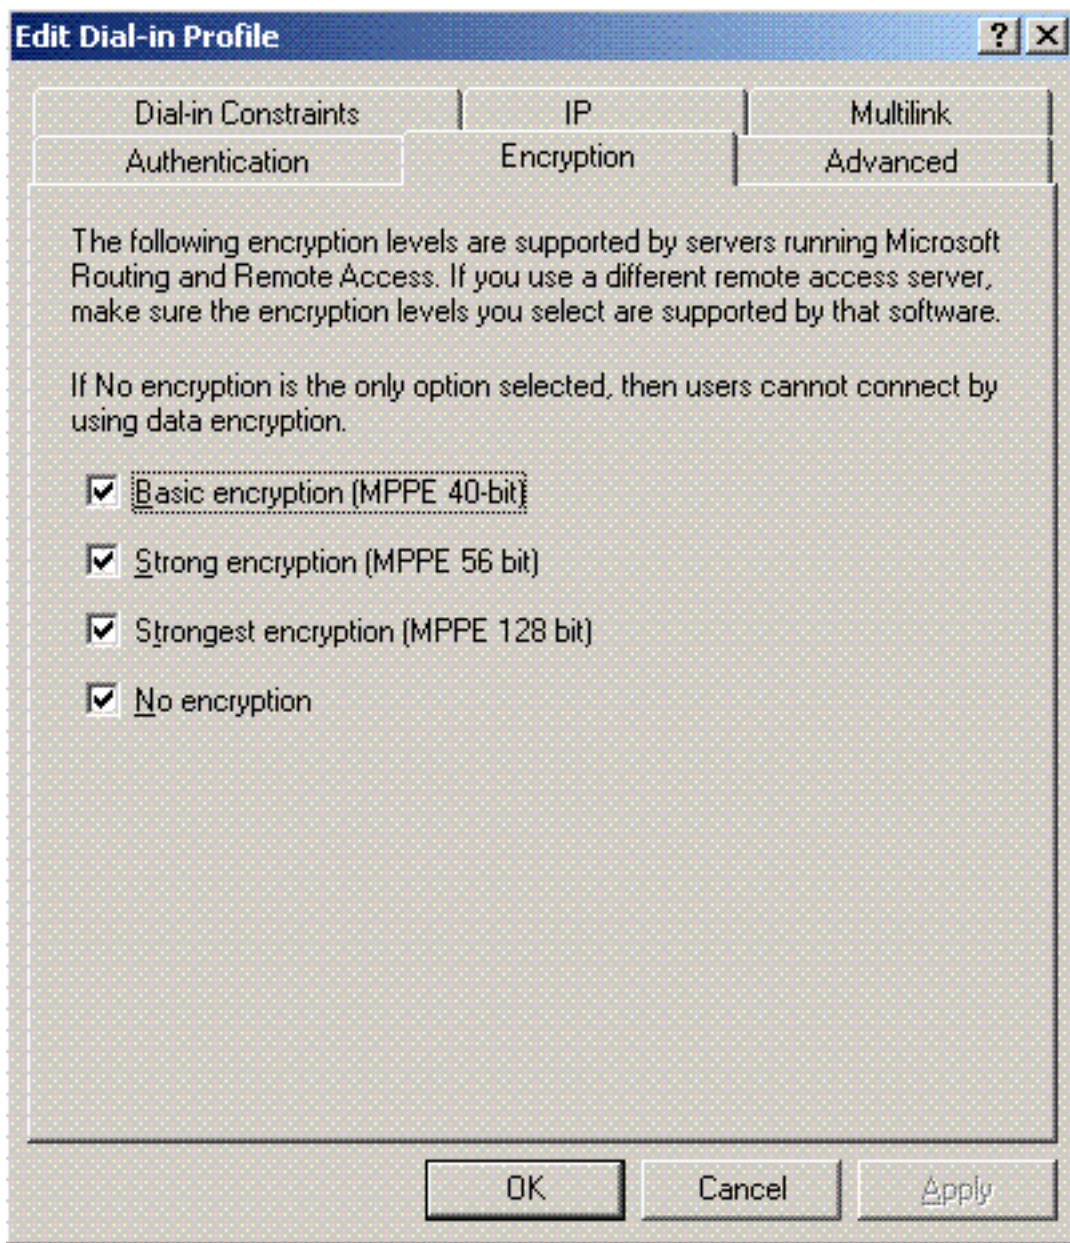 Edit Dial-in Profile
Dial-in Constraints
IP
Multilink
Authentication
Encryption
Advanced
The following encryption levels are supported by servers running Microsoft
Routing and Remote Access. If you use a different remote access server,
make sure the encryption levels you select are supported by that software.
If No encryption is the only option selected, then users cannot connect by
using data encryption.
Basic encryption (MPPE 40-bit)
Strong encryption (MPPE 56 bit)
Strongest encryption (MPPE 128 bit)
No encryption
OK
Cancel
Apply